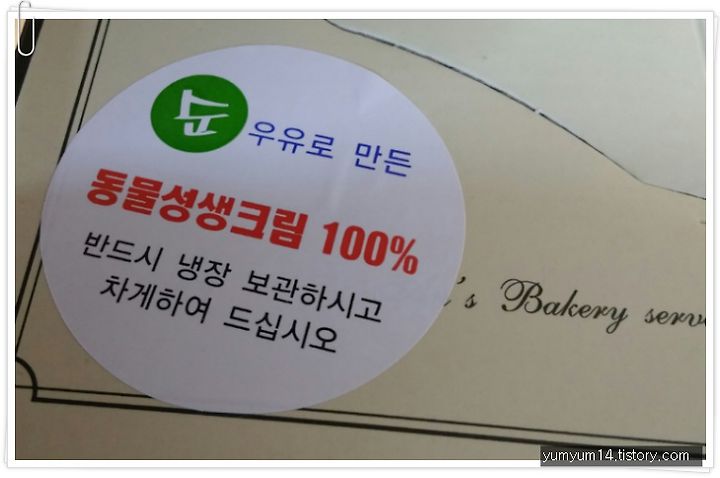 순 우유로 만든
동물성생크림 100%
반드시 냉장 보관하시고
차게하여 드십시오
's Bakery serv
yumyum14.tistory.com